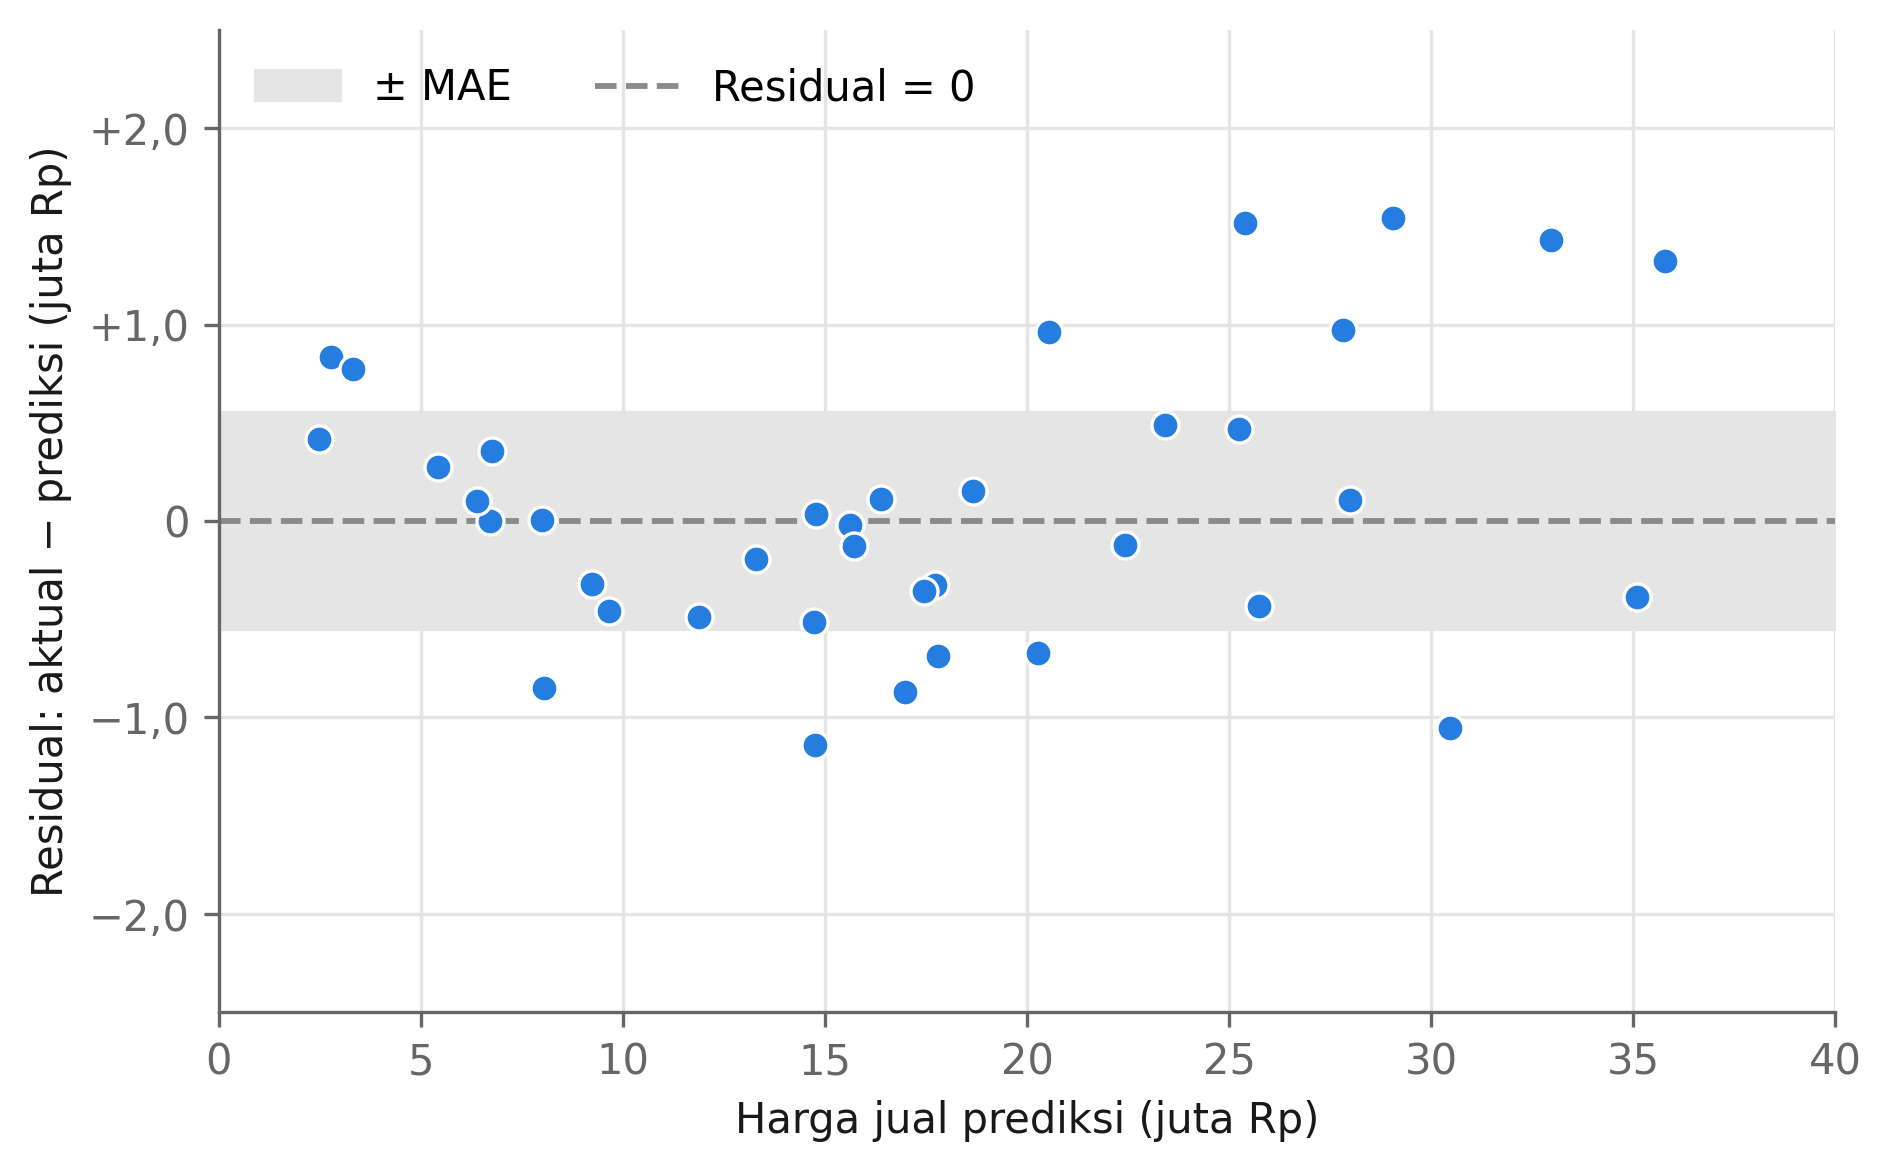 ± MAE
Residual = 0
Residual: aktual − prediksi (juta Rp)
+2,0
+1,0
0
−1,0
−2,0
0 5 10 15 20 25 30 35 40
Harga jual prediksi (juta Rp)